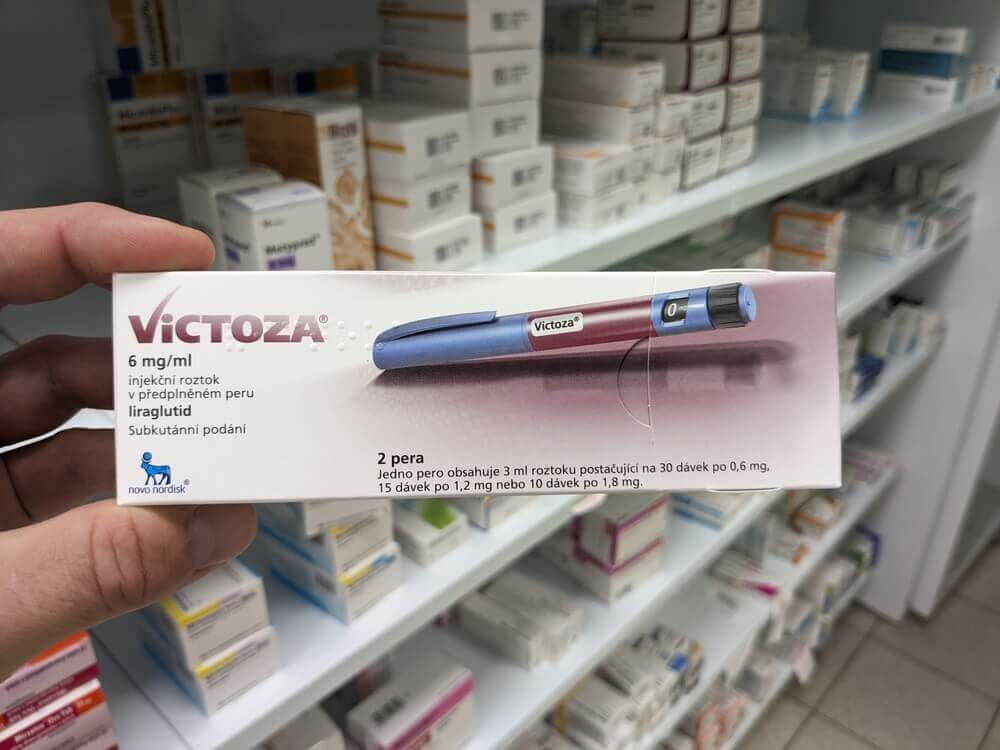 VICTOZA®
6 mg/ml
injekční roztok
v předplněném peru
liraglutid
Subkutánní podání
novo nordisk®
Victoza®
0
2 pera
Jedno pero obsahuje 3 ml roztoku postačující na 30 dávek po 0,6 mg,
15 dávek po 1,2 mg nebo 10 dávek po 1,8 mg.